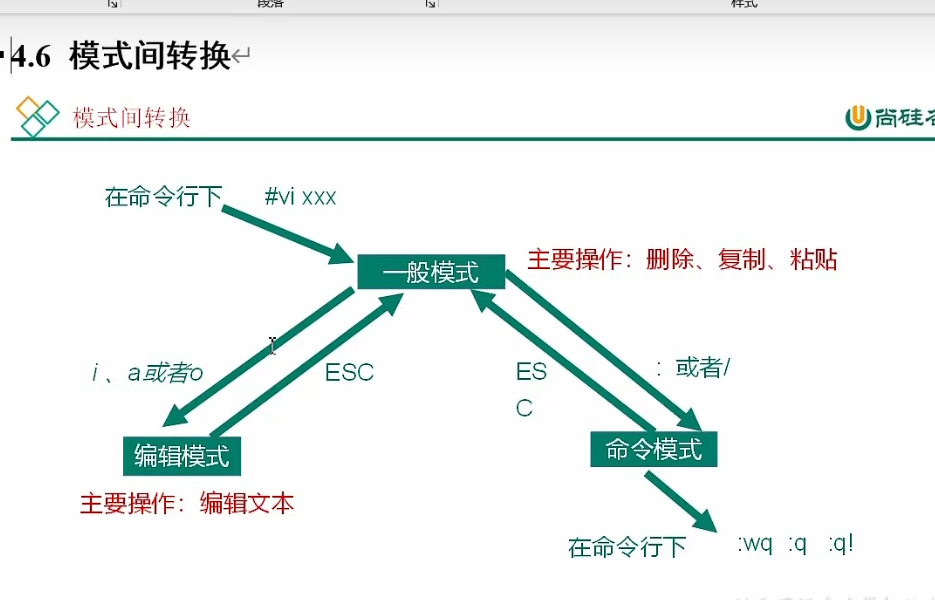 段落
样式
4.6 模式间转换
模式间转换
尚硅谷
在命令行下 #vi xxx
一般模式
主要操作：删除、复制、粘贴
i 、a或者o
ESC
ES
C
：或者/
编辑模式
命令模式
主要操作：编辑文本
在命令行下 :wq :q :q!